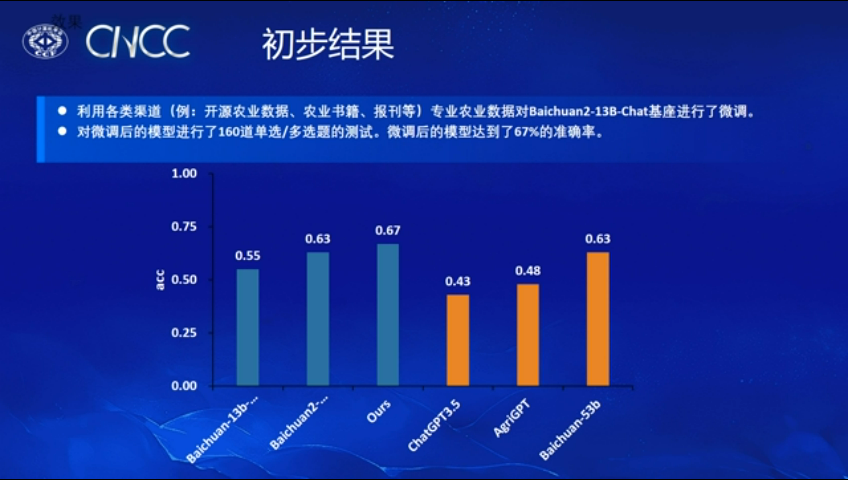 效果
CNCC
CCF
初步结果
● 利用各类渠道（例：开源农业数据、农业书籍、报刊等）专业农业数据对Baichuan2-13B-Chat基座进行了微调。
● 对微调后的模型进行了160道单选/多选题的测试。微调后的模型达到了67%的准确率。
1.00
0.75
0.50
0.25
0.00
acc
0.55
0.63
0.67
0.43
0.48
0.63
Baichuan-13b-...
Baichuan2-...
Ours
ChatGPT3.5
AgriGPT
Baichuan-53b